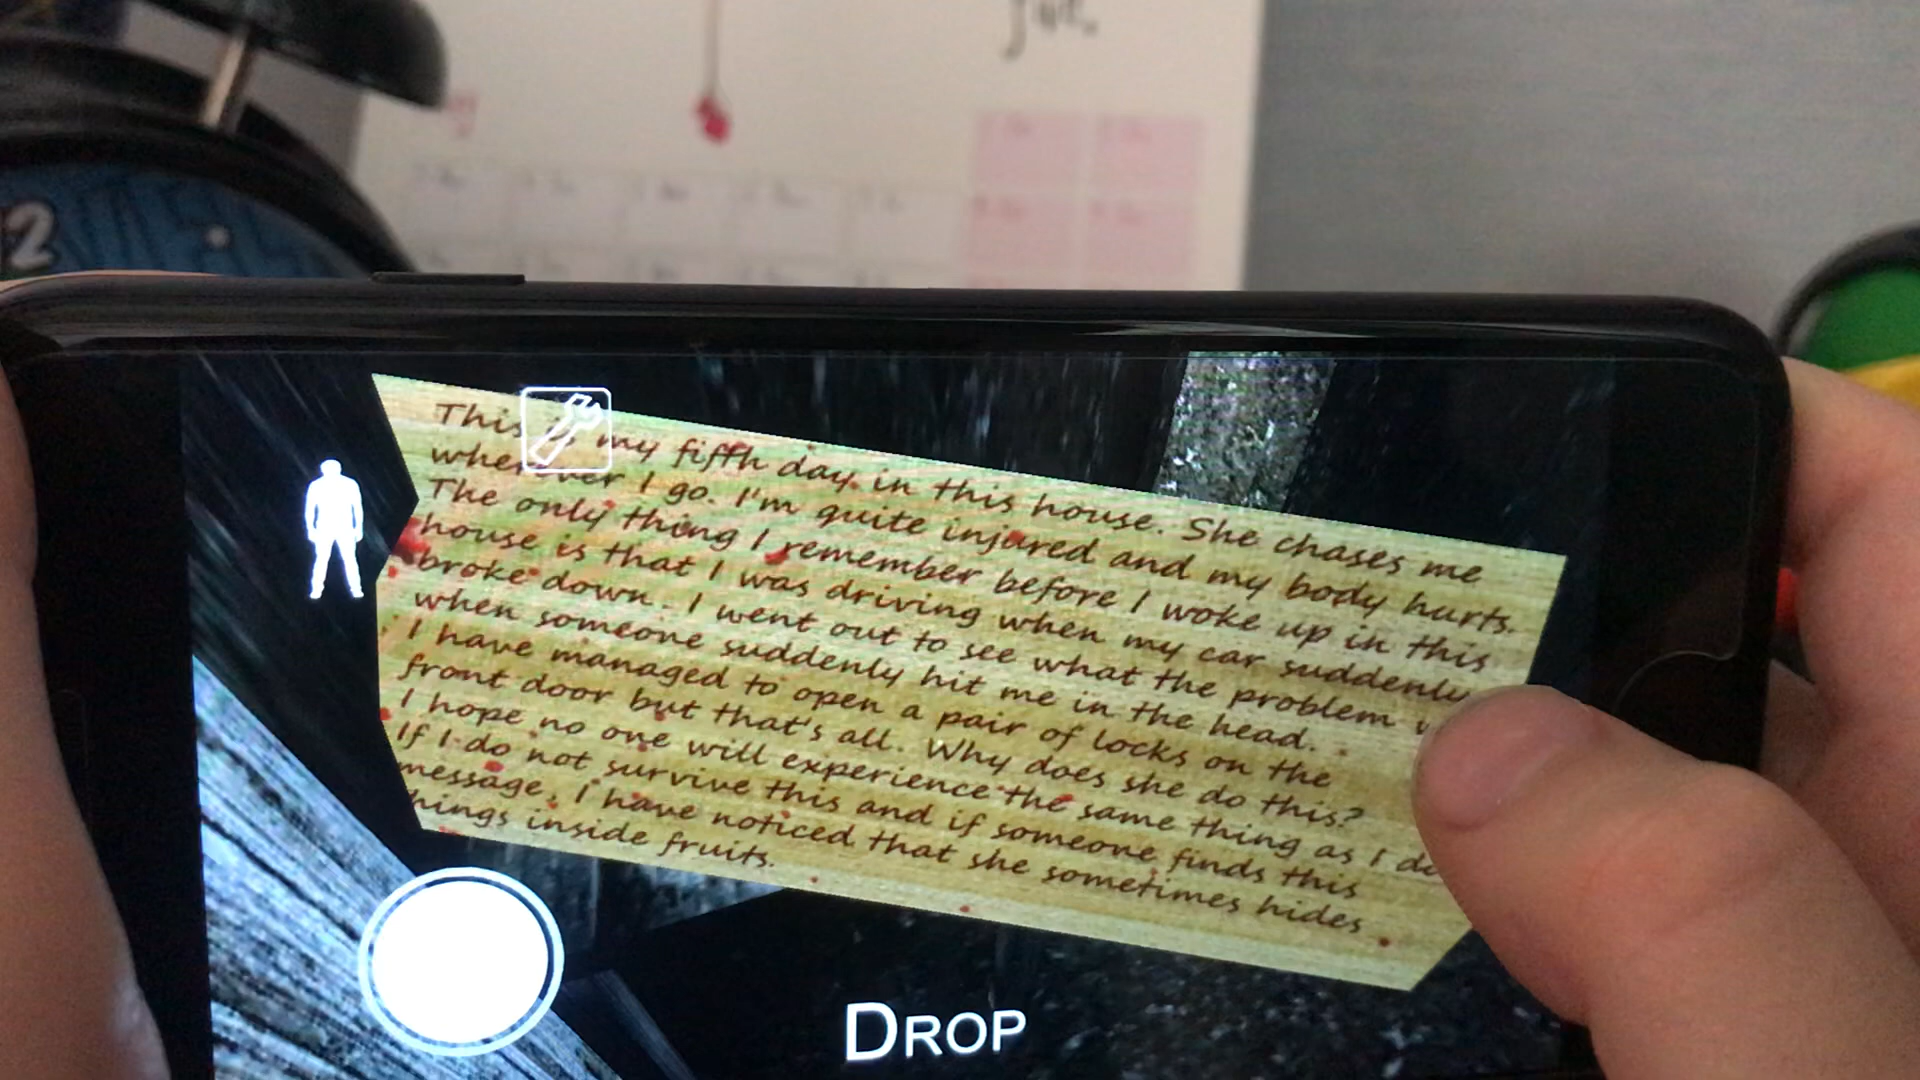 Jul.
12
This is my fifth day in this house. She chases me
wherever I go. I'm quite injured and my body hurts.
The only thing I remember before I woke up in this
house is that I was driving when my car suddenly
broke down. I went out to see what the problem
when someone suddenly hit me in the head.
I have managed to open a pair of locks on the
front door but that's all. Why does she do this?
I hope no one will experience the same thing as I do
If I do not survive this and if someone finds this
message, I have noticed that she sometimes hides
things inside fruits.
DROP